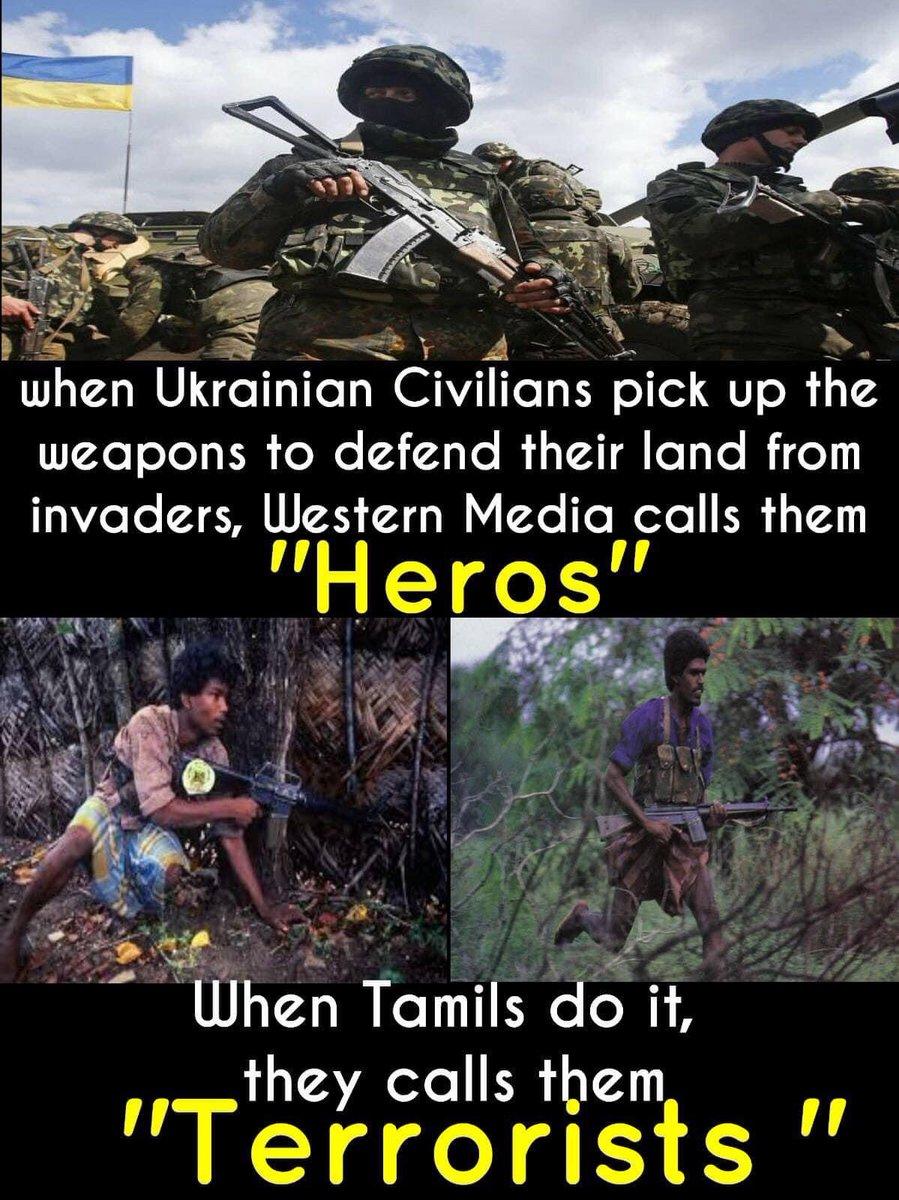 when Ukrainian Civilians pick up the
weapons to defend their land from
invaders, Western Media calls them
"Heros"
When Tamils do it,
they calls them
"Terrorists "